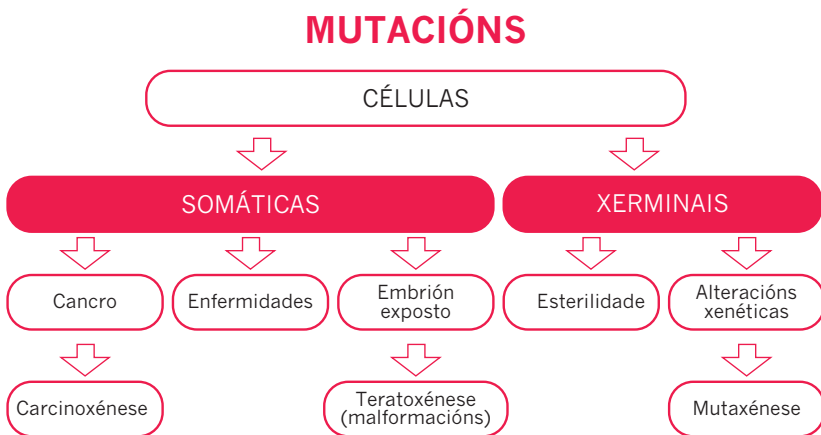 MUTACIÓNS
CÉLULAS
SOMÁTICAS
XERMINAIS
Cancro
Enfermidades
Embrión
exposto
Esterilidade
Alteracións
xenéticas
Carcinoxénese
Teratoxénese
(malformacións)
Mutaxénese